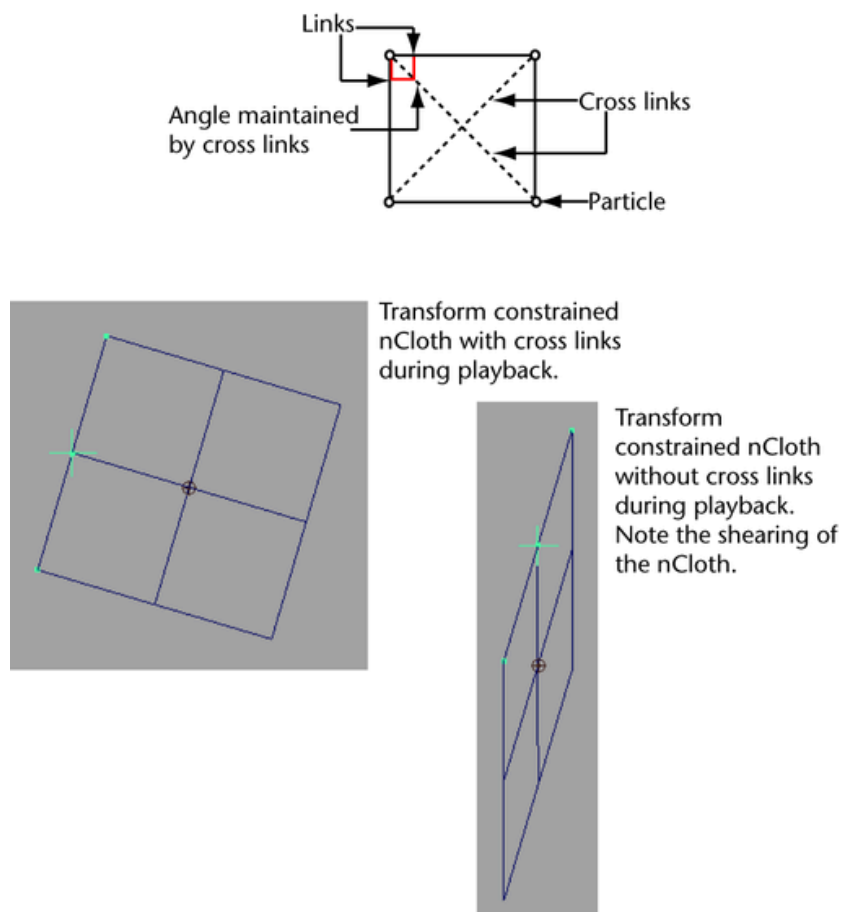 Links
Angle maintained
by cross links
Cross links
Particle
Transform constrained
nCloth with cross links
during playback.
Transform
constrained nCloth
without cross links
during playback.
Note the shearing of
the nCloth.